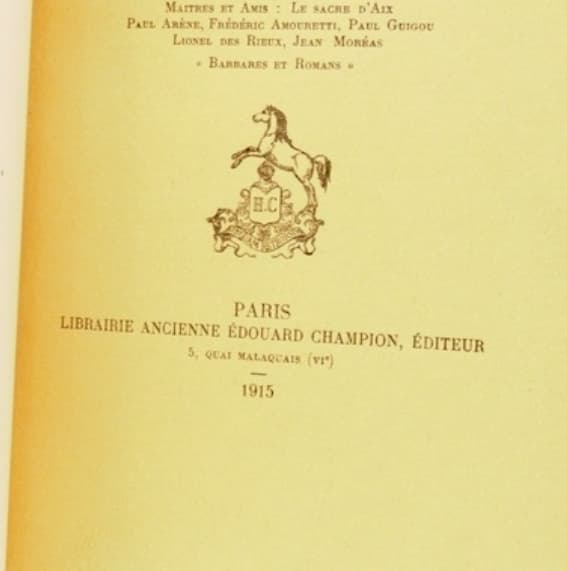 MAITRES ET AMIS : LE SACRE D'AIX
PAUL ARÈNE, FRÉDÉRIC AMOURETTI, PAUL GUIGOU
LIONEL DES RIEUX, JEAN MORÉAS
« BARBARES ET ROMANS »
H.C
PARIS
LIBRAIRIE ANCIENNE ÉDOUARD CHAMPION, ÉDITEUR
5, QUAI MALAQUAIS (VIe)
1915